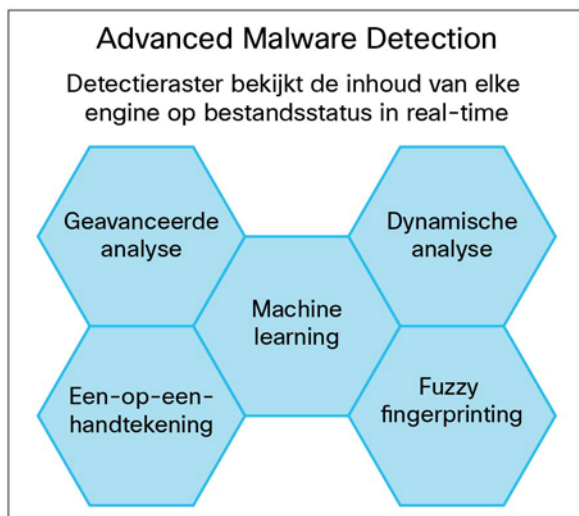 Advanced Malware Detection
Detectieraster bekijkt de inhoud van elke
engine op bestandsstatus in real-time
Geavanceerde
analyse
Dynamische
analyse
Machine
learning
Een-op-een-
handtekening
Fuzzy
fingerprinting